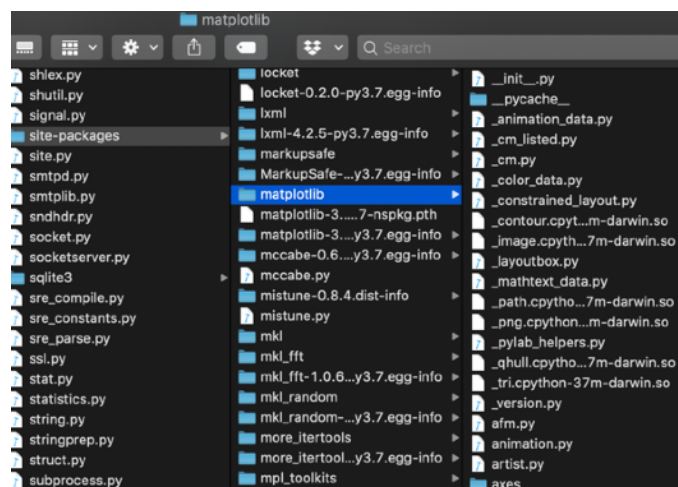 matplotlib
Search
shlex.py
shutil.py
signal.py
site-packages
site.py
smtpd.py
smtplib.py
sndhdr.py
socket.py
socketserver.py
sqlite3
sre_compile.py
sre_constants.py
sre_parse.py
ssl.py
stat.py
statistics.py
string.py
stringprep.py
struct.py
subprocess.py
locket
locket-0.2.0-py3.7.egg-info
lxml
lxml-4.2.5-py3.7.egg-info
markupsafe
MarkupSafe-...y3.7.egg-info
matplotlib
matplotlib-3.....7-nspkg.pth
matplotlib-3....y3.7.egg-info
mccabe-0.6....y3.7.egg-info
mccabe.py
mistune-0.8.4.dist-info
mistune.py
mkl
mkl_fft
mkl_fft-1.0.6...y3.7.egg-info
mkl_random
mkl_random-...y3.7.egg-info
more_itertools
more_itertool...y3.7.egg-info
mpl_toolkits
__init__.py
__pycache__
_animation_data.py
_cm_listed.py
_cm.py
_color_data.py
_constrained_layout.py
_contour.cpyt...m-darwin.so
_image.cpyth...7m-darwin.so
_layoutbox.py
_mathtext_data.py
_path.cpytho...7m-darwin.so
_png.cpython...m-darwin.so
_pylab_helpers.py
_qhull.cpytho...7m-darwin.so
_tri.cpython-37m-darwin.so
_version.py
afm.py
animation.py
artist.py
axes